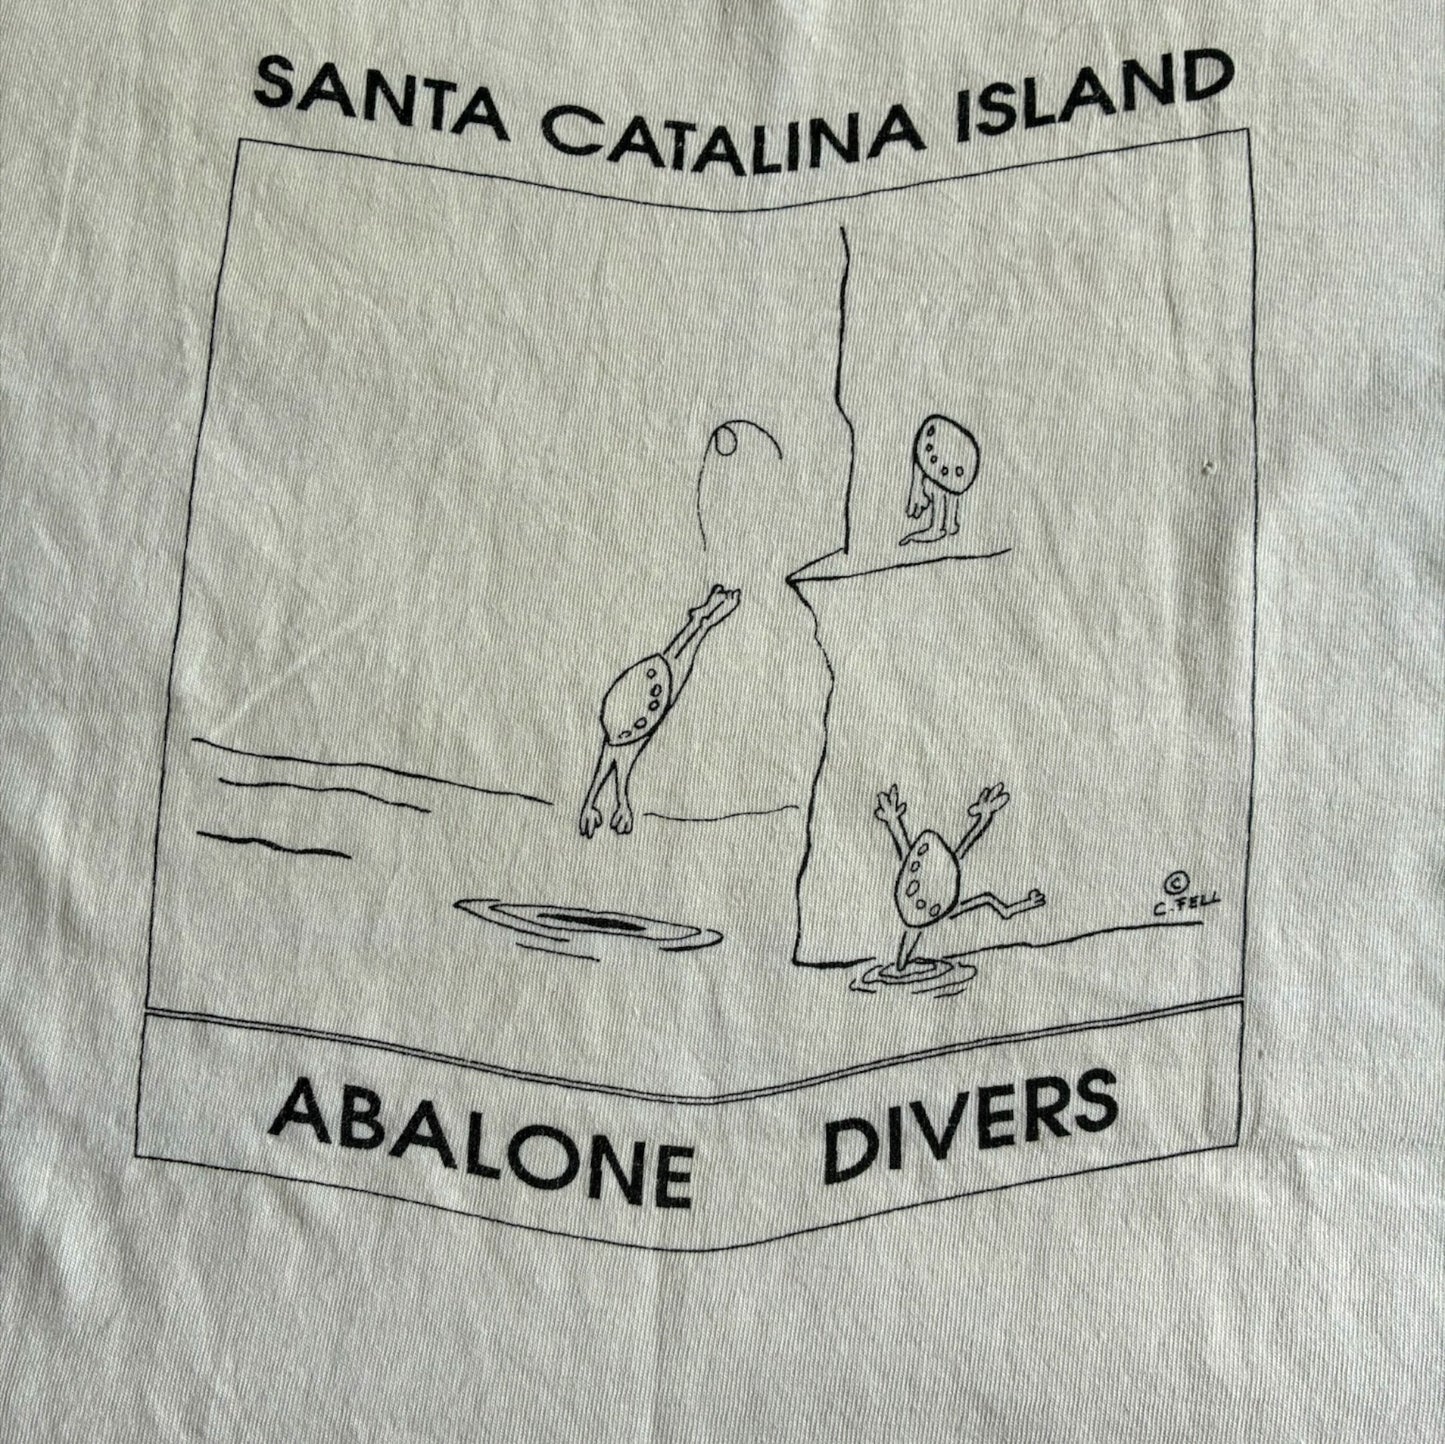 SANTA CATALINA ISLAND
©
C. FELL
ABALONE DIVERS